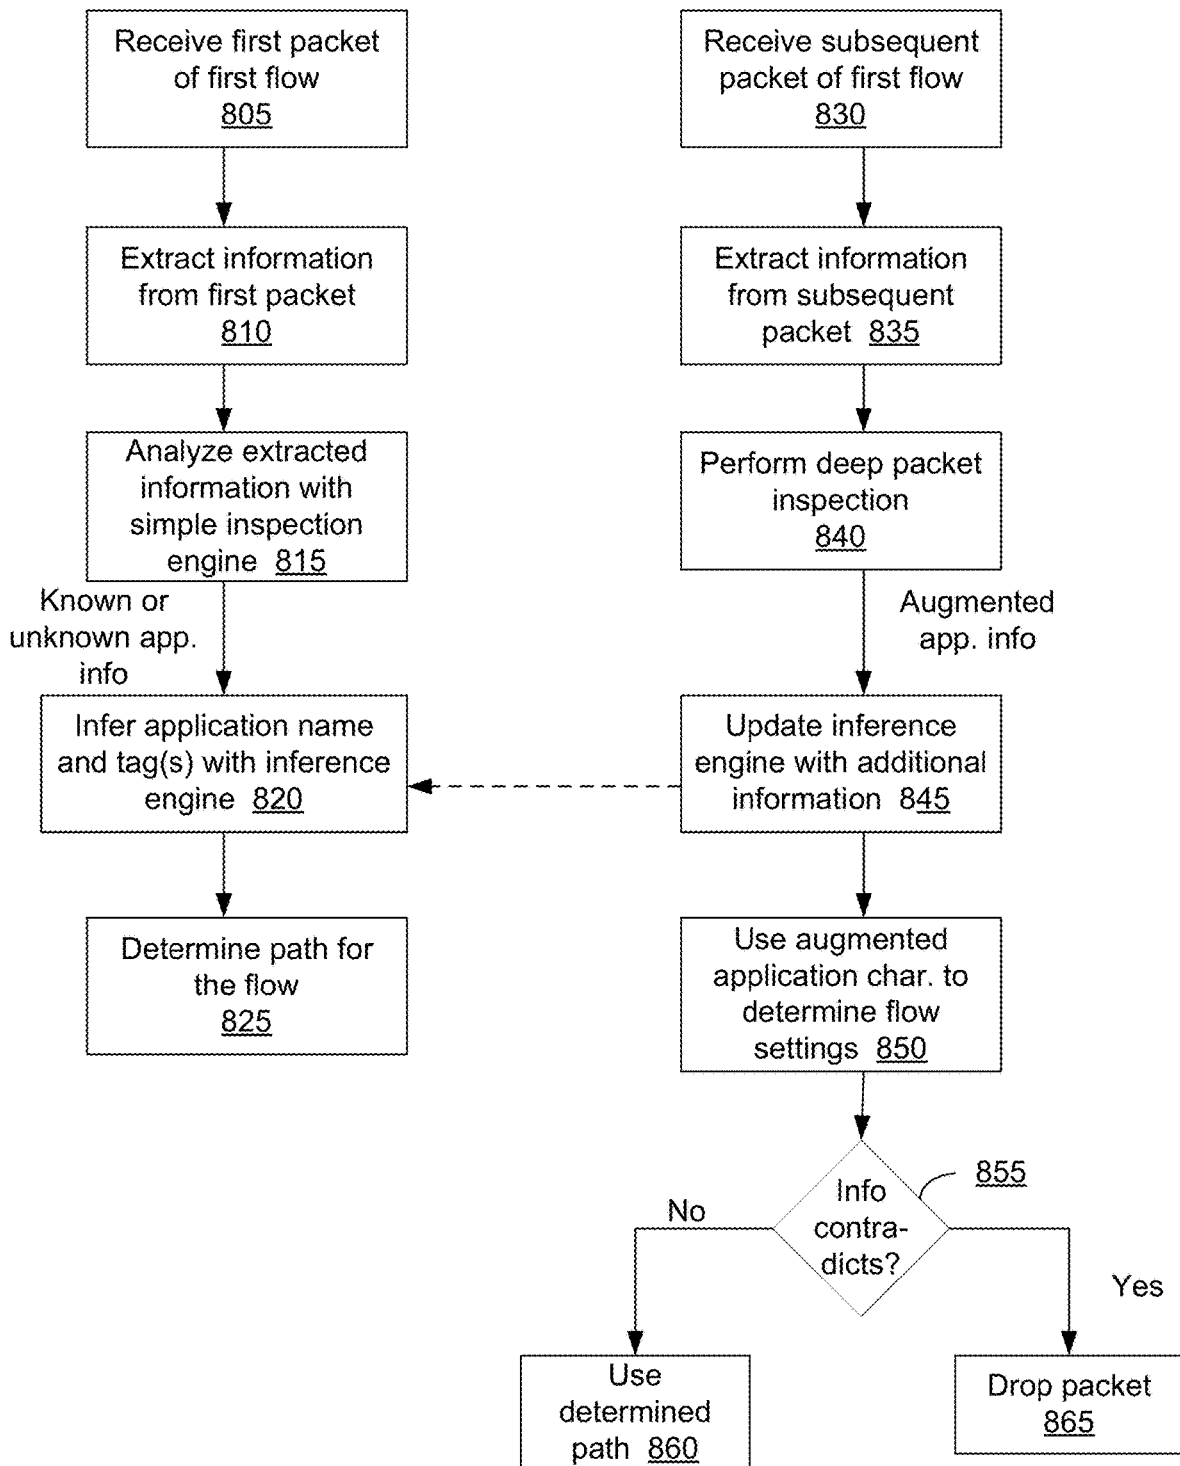 Receive first packet
of first flow
805
Extract information
from first packet
810
Analyze extracted
information with
simple inspection
engine 815
Known or
unknown app.
info
Infer application name
and tag(s) with inference
engine 820
Determine path for
the flow
825
Receive subsequent
packet of first flow
830
Extract information
from subsequent
packet 835
Perform deep packet
inspection
840
Augmented
app. info
Update inference
engine with additional
information 845
Use augmented
application char. to
determine flow
settings 850
855
Info
contra-
dicts?
No
Yes
Use
determined
path 860
Drop packet
865